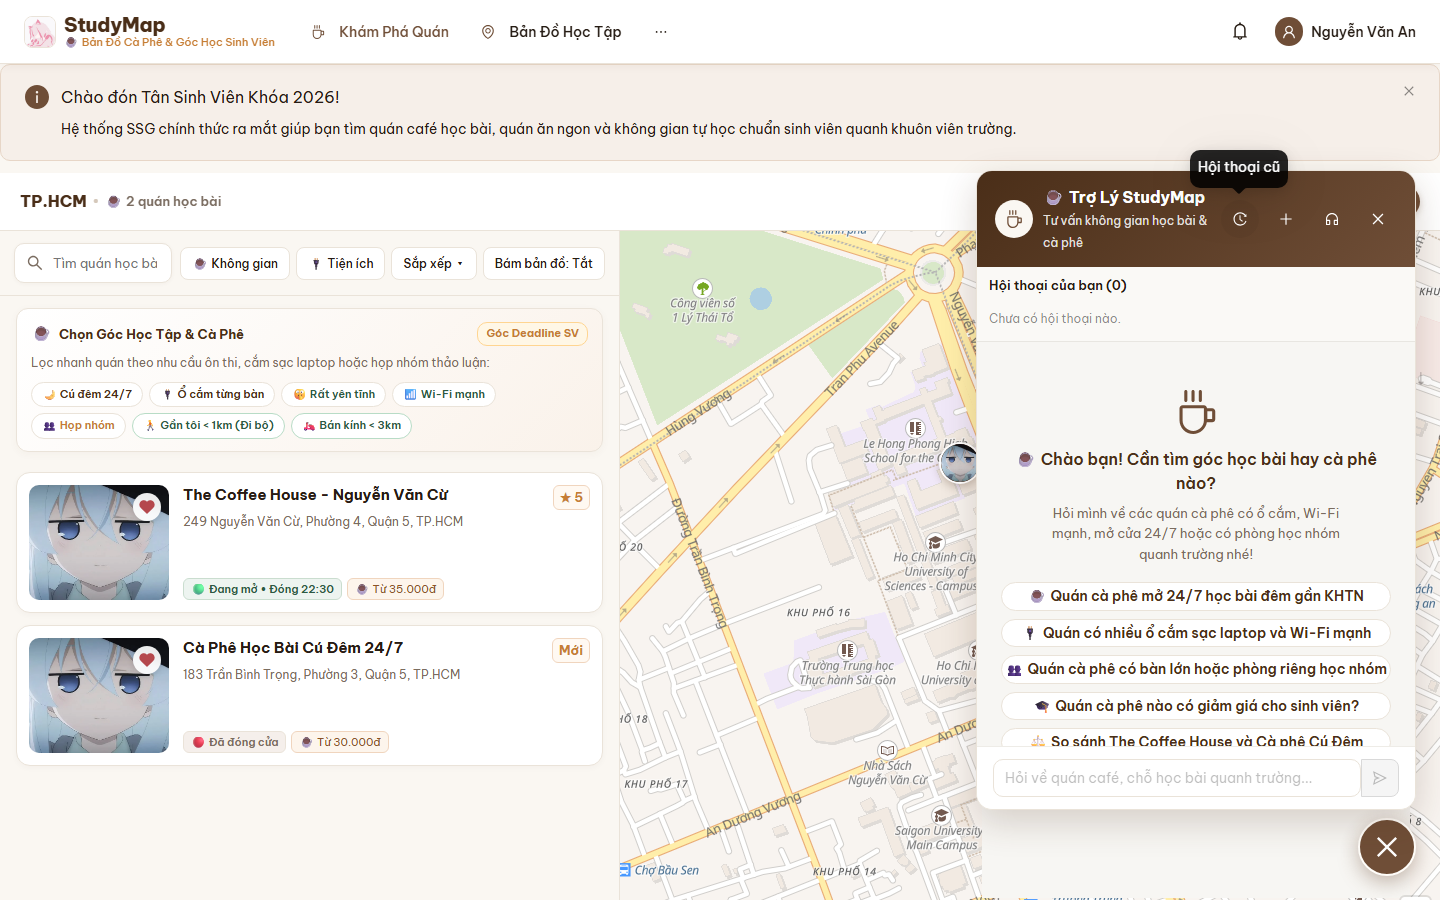 StudyMap
Bản Đồ Cà Phê & Góc Học Sinh Viên
Khám Phá Quán
Bản Đồ Học Tập
...
Nguyễn Văn An
Chào đón Tân Sinh Viên Khóa 2026!
Hệ thống SSG chính thức ra mắt giúp bạn tìm quán café học bài, quán ăn ngon và không gian tự học chuẩn sinh viên quanh khuôn viên trường.
Hội thoại cũ
TP.HCM
2 quán học bài
Trợ Lý StudyMap
Tư vấn không gian học bài &
cà phê
Tìm quán học bà
Không gian
Tiện ích
Sắp xếp
Bám bản đồ: Tắt
Hội thoại của bạn (0)
Chưa có hội thoại nào.
Chọn Góc Học Tập & Cà Phê
Góc Deadline SV
Lọc nhanh quán theo nhu cầu ôn thi, cắm sạc laptop hoặc họp nhóm thảo luận:
Cú đêm 24/7
Ổ cắm từng bàn
Rất yên tĩnh
Wi-Fi mạnh
Họp nhóm
Gần tôi < 1km (Đi bộ)
Bán kính < 3km
The Coffee House - Nguyễn Văn Cừ
★ 5
249 Nguyễn Văn Cừ, Phường 4, Quận 5, TP.HCM
Đang mở • Đóng 22:30
Từ 35.000đ
Cà Phê Học Bài Cú Đêm 24/7
Mới
183 Trần Bình Trọng, Phường 3, Quận 5, TP.HCM
Đã đóng cửa
Từ 30.000đ
Công viên số
1 Lý Thái Tổ
Tran Phu Avenue
Hùng Vương
Le Hong Phong High
School for the
Đường Trần Bình Trọng
Ho Chi Minh City
University of
Sciences - Campus
KHU PHỐ 16
Trường Trung học
Thực hành Sài Gòn
Nhà Sách
Nguyễn Văn Cừ
KHU PHỐ 17
An Dương Vương
Saigon University
Main Campus
Chợ Bàu Sen
KHU PHỐ 14
Chào bạn! Cần tìm góc học bài hay cà phê
nào?
Hỏi mình về các quán cà phê có ổ cắm, Wi-Fi
mạnh, mở cửa 24/7 hoặc có phòng học nhóm
quanh trường nhé!
Quán cà phê mở 24/7 học bài đêm gần KHTN
Quán có nhiều ổ cắm sạc laptop và Wi-Fi mạnh
Quán cà phê có bàn lớn hoặc phòng riêng học nhóm
Quán cà phê nào có giảm giá cho sinh viên?
So sánh The Coffee House và Cà phê Cú Đêm
Hỏi về quán café, chỗ học bài quanh trường...